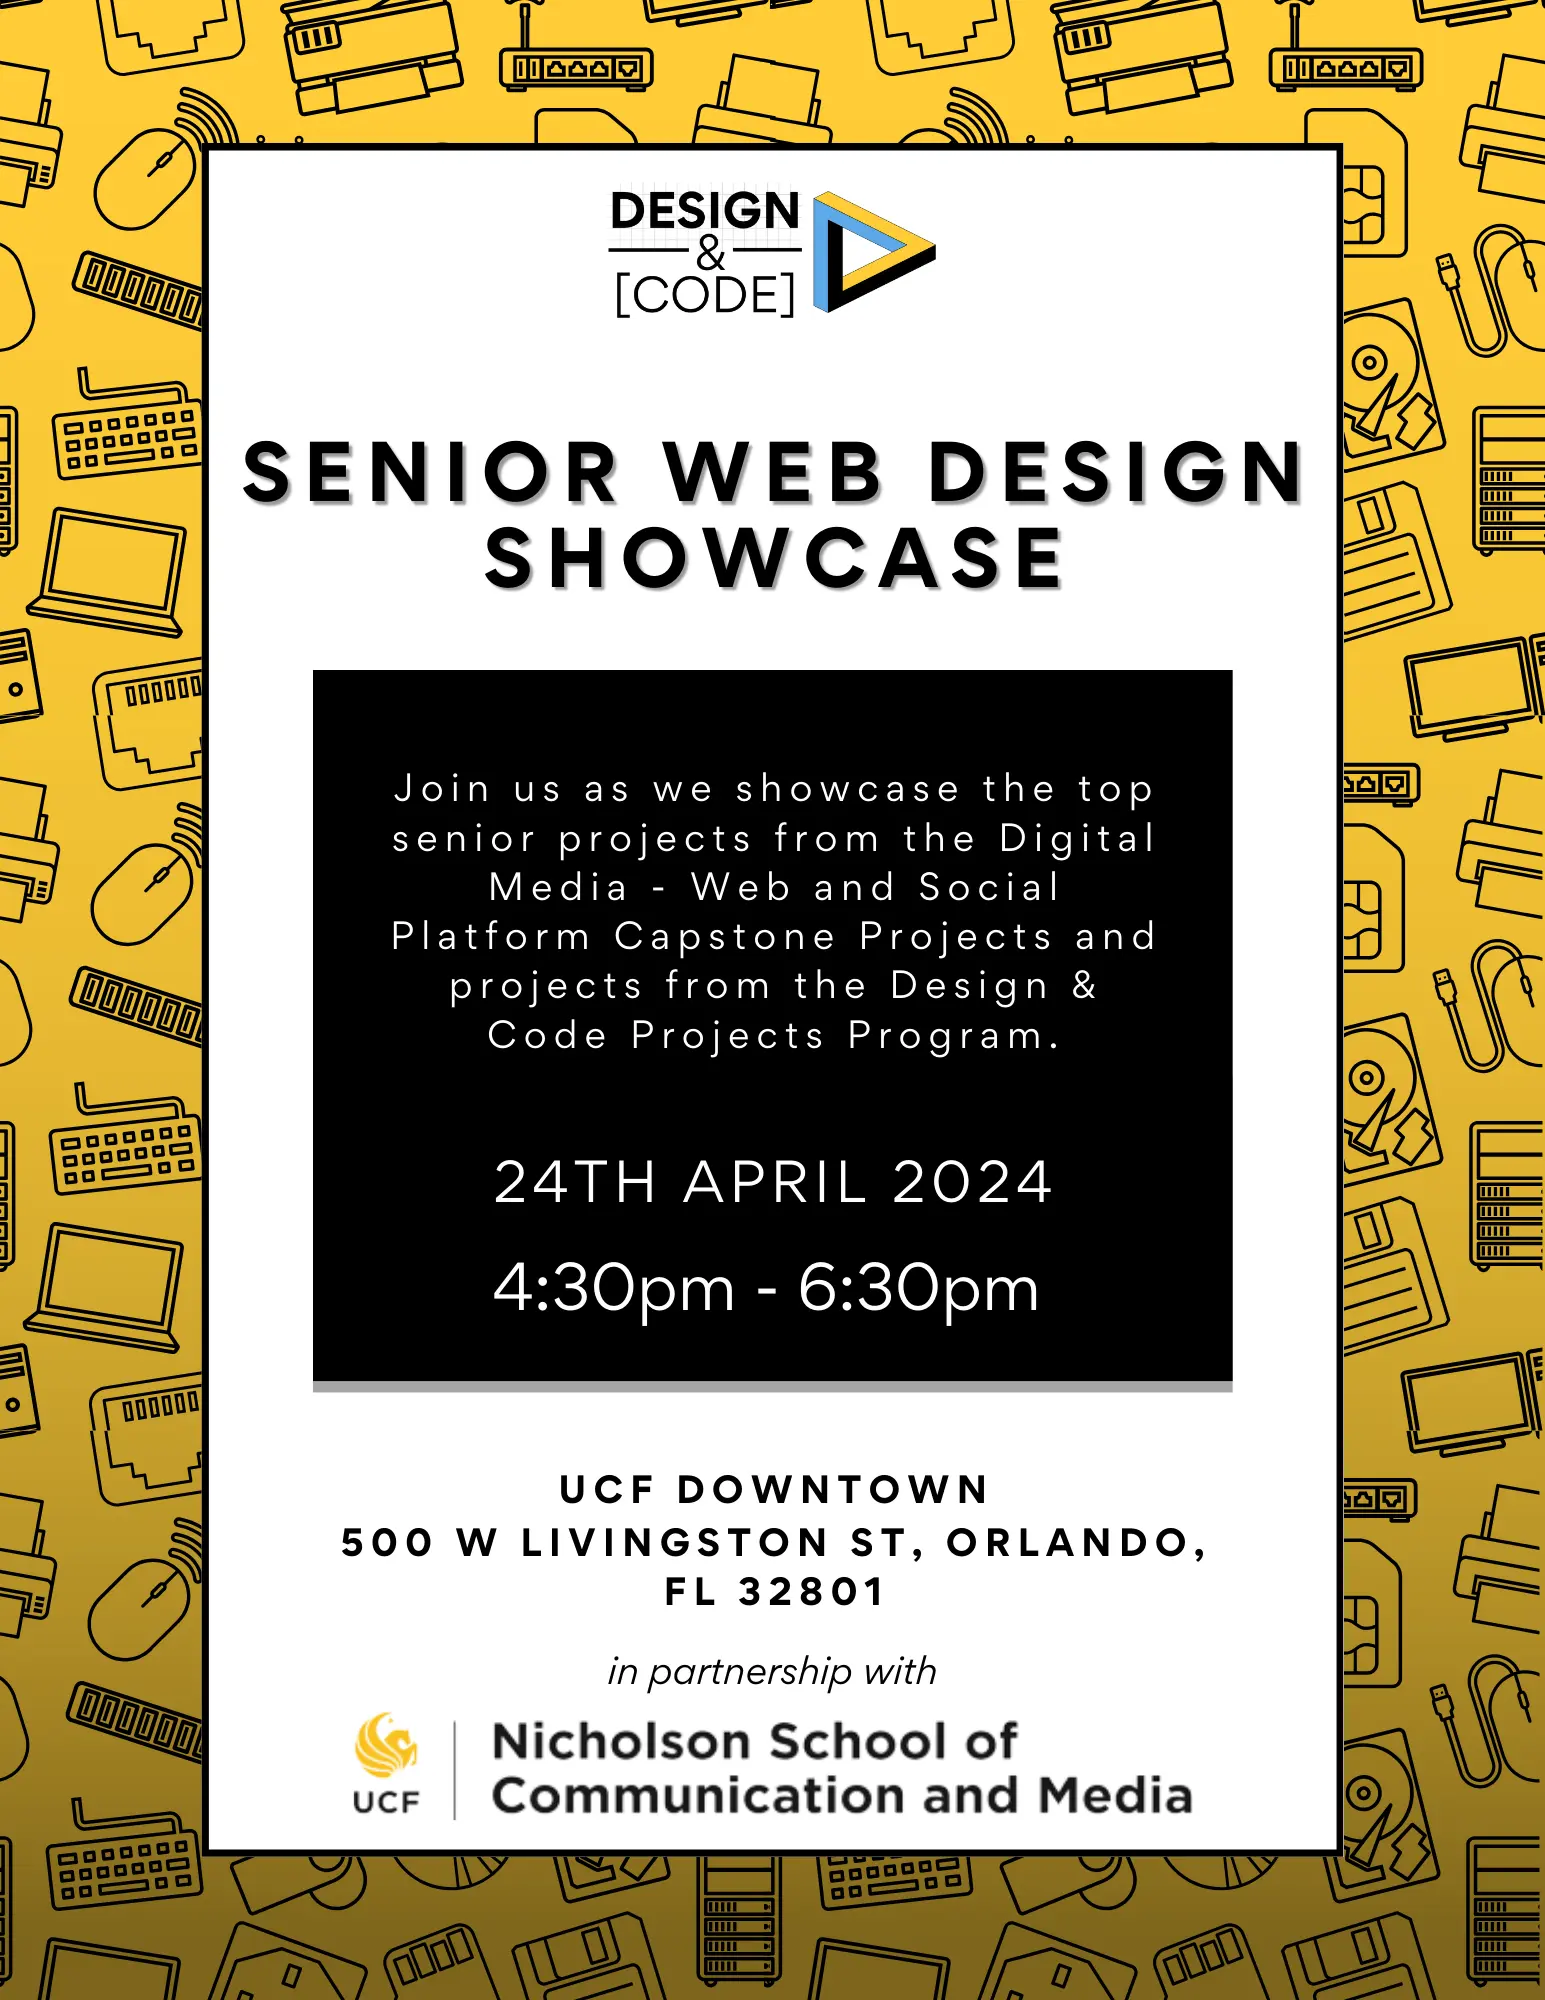 DESIGN
&
[CODE]
SENIOR WEB DESIGN
SHOWCASE
Join us as we showcase the top
senior projects from the Digital
Media - Web and Social
Platform Capstone Projects and
projects from the Design &
Code Projects Program.
24TH APRIL 2024
4:30pm - 6:30pm
UCF DOWNTOWN
500 W LIVINGSTON ST, ORLANDO,
FL 32801
in partnership with
UCF
Nicholson School of
Communication and Media